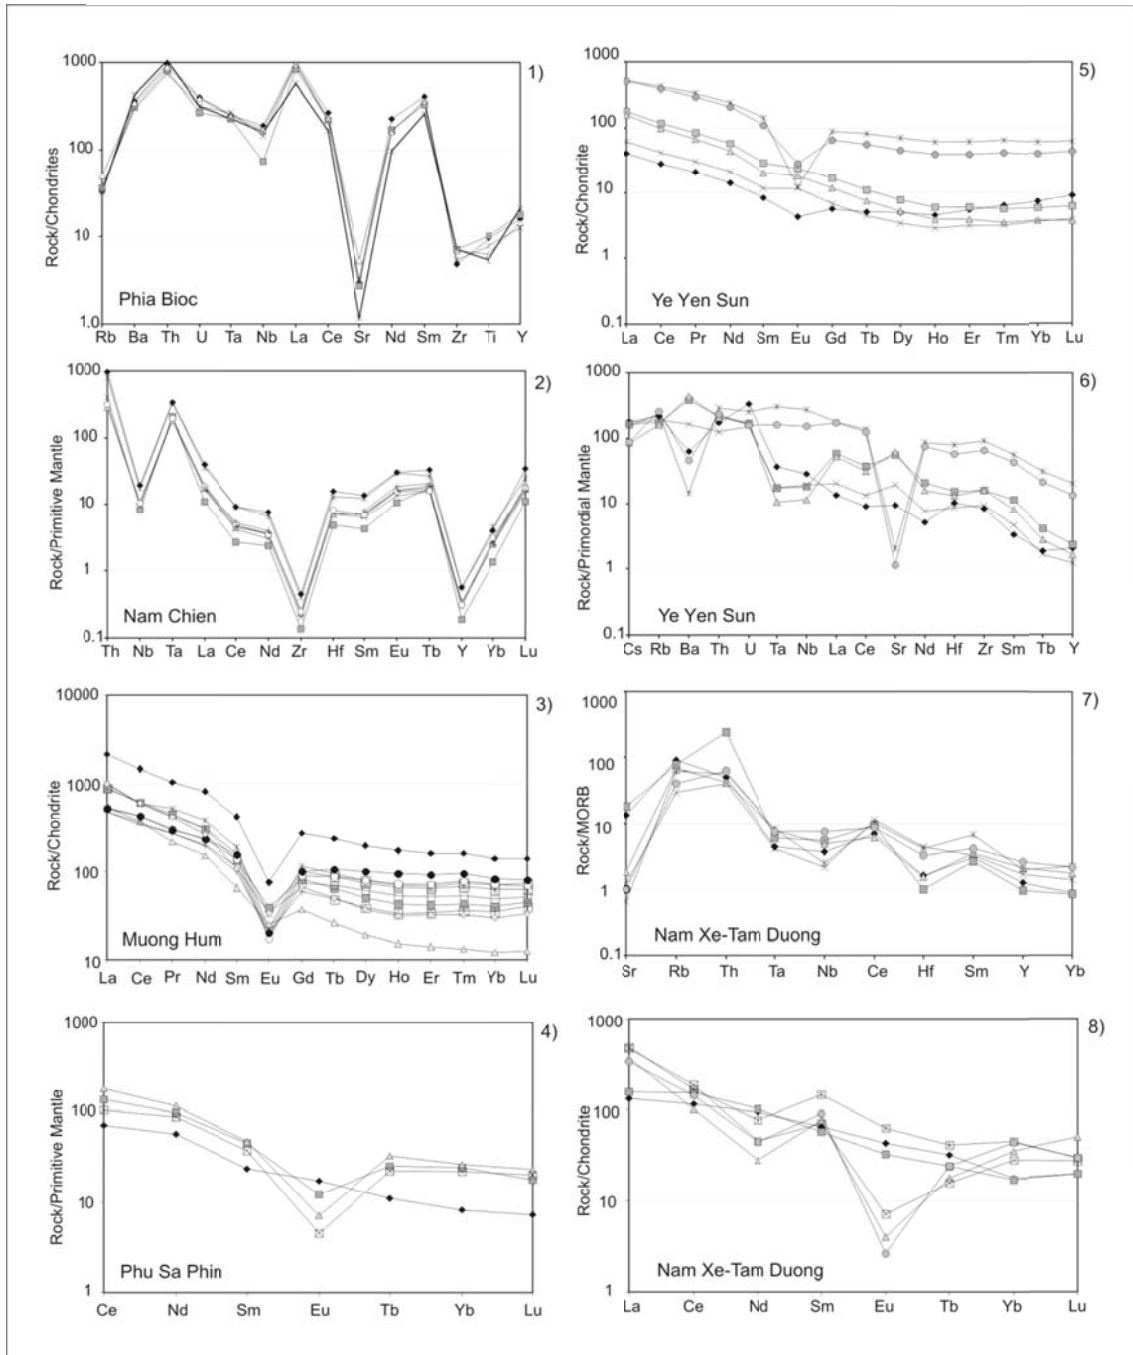 1)
Rock/Chondrites
1000
100
10
1.0
Phia Bioc
Rb Ba Th U Ta Nb La Ce Sr Nd Sm Zr Ti Y
2)
Rock/Primitive Mantle
1000
100
10
1
0.1
Nam Chien
Th Nb Ta La Ce Nd Zr Hf Sm Eu Tb Y Yb Lu
3)
Rock/Chondrite
10000
1000
100
10
Muong Hum
La Ce Pr Nd Sm Eu Gd Tb Dy Ho Er Tm Yb Lu
4)
Rock/Primitive Mantle
1000
100
10
1
Phu Sa Phin
Ce Nd Sm Eu Tb Yb Lu
5)
Rock/Chondrite
1000
100
10
1
0.1
Ye Yen Sun
La Ce Pr Nd Sm Eu Gd Tb Dy Ho Er Tm Yb Lu
6)
Rock/Primordial Mantle
1000
100
10
1
0.1
Ye Yen Sun
Cs Rb Ba Th U Ta Nb La Ce Sr Nd Hf Zr Sm Tb Y
7)
Rock/MORB
1000
100
10
1
0.1
Nam Xe-Tam Duong
Sr Rb Th Ta Nb Ce Hf Sm Y Yb
8)
Rock/Chondrite
1000
100
10
1
Nam Xe-Tam Duong
La Ce Nd Sm Eu Tb Yb Lu